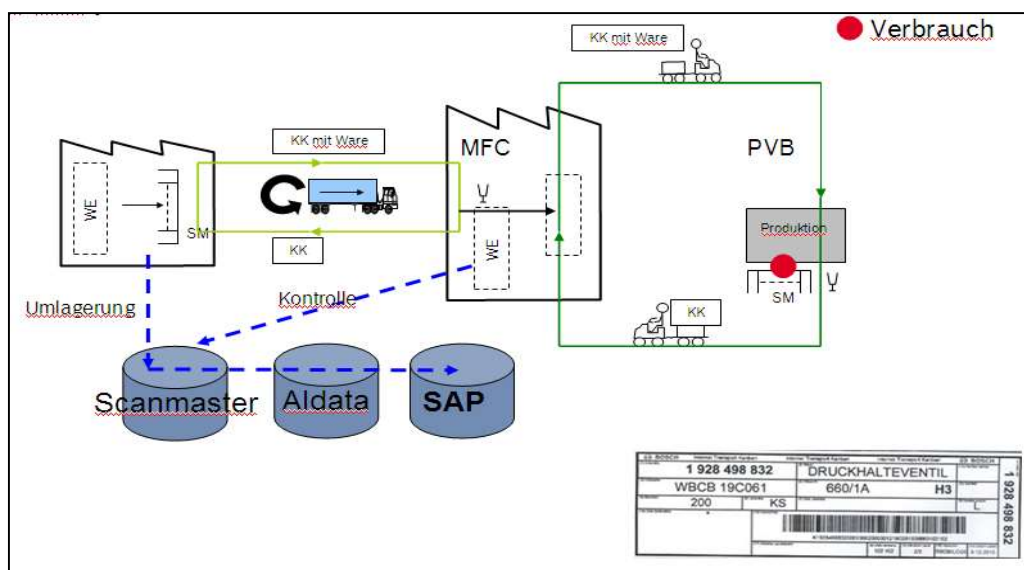 KK mit Ware
Verbrauch
KK mit Ware
MFC
PVB
WE
SM
KK
WE
Produktion
SM
KK
Umlagerung
Kontrolle
Scanmaster
Aldata
SAP
BOSCH
1 928 498 832
DRUCKHALTEVENTIL
WBCB 19C061
660/1A
H3
200
KS
L
1 928 498 832